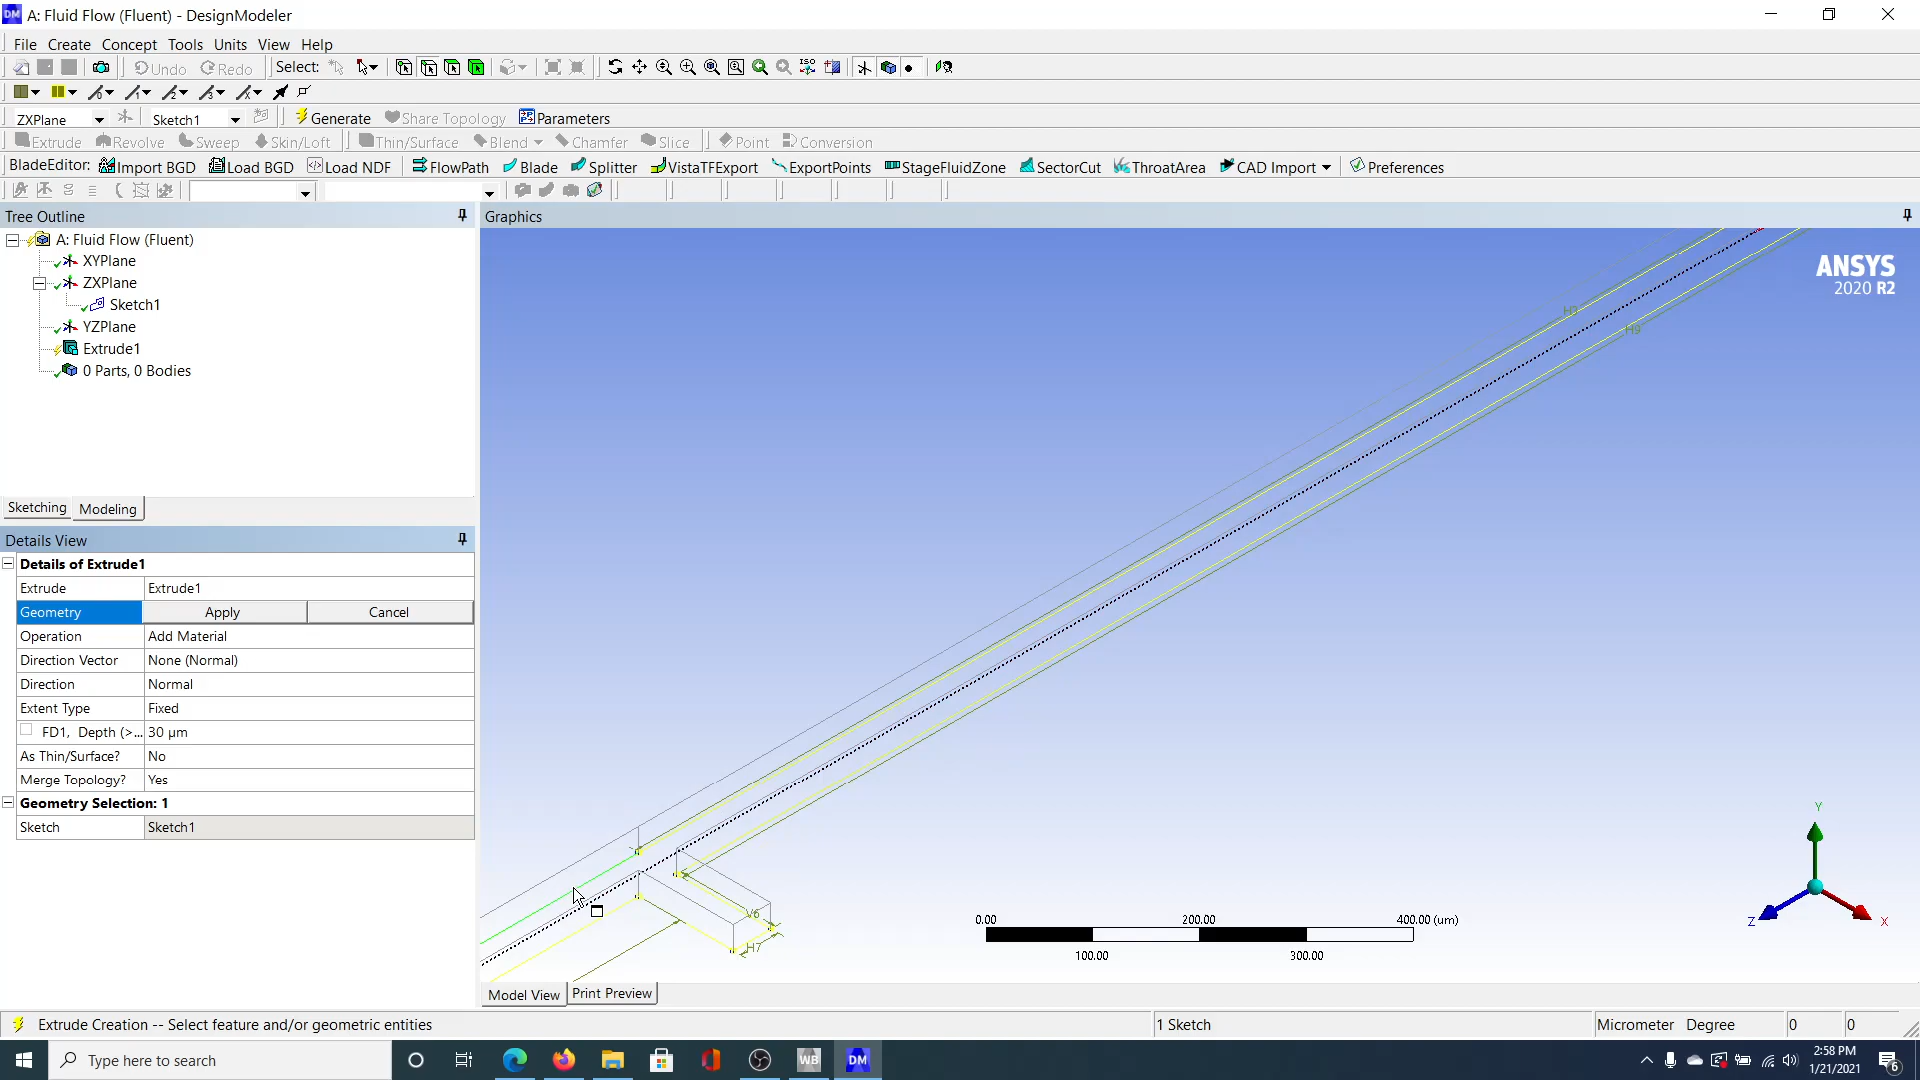 A: Fluid Flow (Fluent) - DesignModeler
File Create Concept Tools Units View Help
Undo Redo Select: ISO
ZXPlane Sketch1 Generate Share Topology Parameters
Extrude Revolve Sweep Skin/Loft Thin/Surface Blend Chamfer Slice Point Conversion
BladeEditor: Import BGD Load BGD Load NDF FlowPath Blade Splitter VistaTFExport ExportPoints StageFluidZone SectorCut ThroatArea CAD Import Preferences
Tree Outline
A: Fluid Flow (Fluent)
XYPlane
ZXPlane
Sketch1
YZPlane
Extrude1
0 Parts, 0 Bodies
Sketching Modeling
Details View
Details of Extrude1
Extrude Extrude1
Geometry Apply Cancel
Operation Add Material
Direction Vector None (Normal)
Direction Normal
Extent Type Fixed
FD1, Depth (>... 30 µm
As Thin/Surface? No
Merge Topology? Yes
Geometry Selection: 1
Sketch Sketch1
Graphics
ANSYS
2020 R2
H9
V6
H7
0.00 200.00 400.00 (um)
100.00 300.00
Y
Z X
Model View Print Preview
Extrude Creation -- Select feature and/or geometric entities 1 Sketch Micrometer Degree 0 0
Type here to search WB DM 2:58 PM
1/21/2021
6